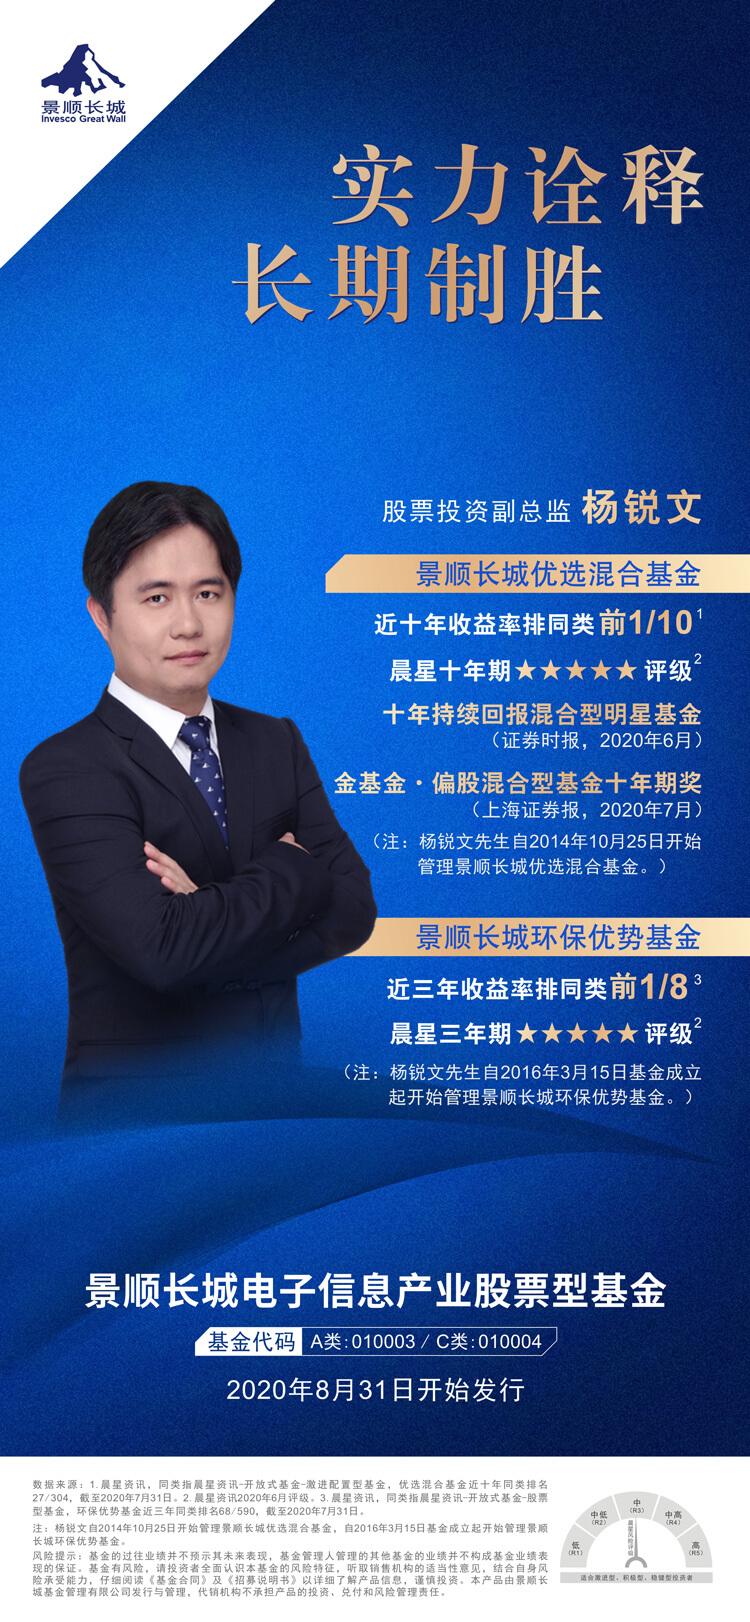 景顺长城
Invesco Great Wall
实力诠释
长期制胜
股票投资副总监 杨锐文
景顺长城优选混合基金
近十年收益率排同类前1/10¹
晨星十年期★★★★★评级²
十年持续回报混合型明星基金
（证券时报，2020年6月）
金基金·偏股混合型基金十年期奖
（上海证券报，2020年7月）
（注：杨锐文先生自2014年10月25日开始
管理景顺长城优选混合基金。）
景顺长城环保优势基金
近三年收益率排同类前1/8³
晨星三年期★★★★★评级²
（注：杨锐文先生自2016年3月15日基金成立
起开始管理景顺长城环保优势基金。）
景顺长城电子信息产业股票型基金
基金代码 A类:010003 / C类:010004
2020年8月31日开始发行
数据来源：1.晨星资讯，同类指晨星资讯-开放式基金-激进配置型基金，优选混合基金近十年同类排名
27/304，截至2020年7月31日。2.晨星资讯2020年6月评级。3.晨星资讯，同类指晨星资讯-开放式基金-股票
型基金，环保优势基金近三年同类排名68/590，截至2020年7月31日。
注：杨锐文自2014年10月25日开始管理景顺长城优选混合基金，自2016年3月15日基金成立起开始管理景顺
长城环保优势基金。
风险提示：基金的过往业绩并不预示其未来表现，基金管理人管理的其他基金的业绩并不构成基金业绩表
现的保证。基金有风险，请投资者全面认识本基金的风险特征，听取销售机构的适当性意见，结合自身风
险承受能力，仔细阅读《基金合同》及《招募说明书》以详细了解产品信息，谨慎投资。本产品由景顺长
城基金管理有限公司发行与管理，代销机构不承担产品的投资、兑付和风险管理责任。
低
(R1)
中低
(R2)
中
(R3)
中高
(R4)
高
(R5)
晨星风险评级
适合激进型、积极型、稳健型投资者